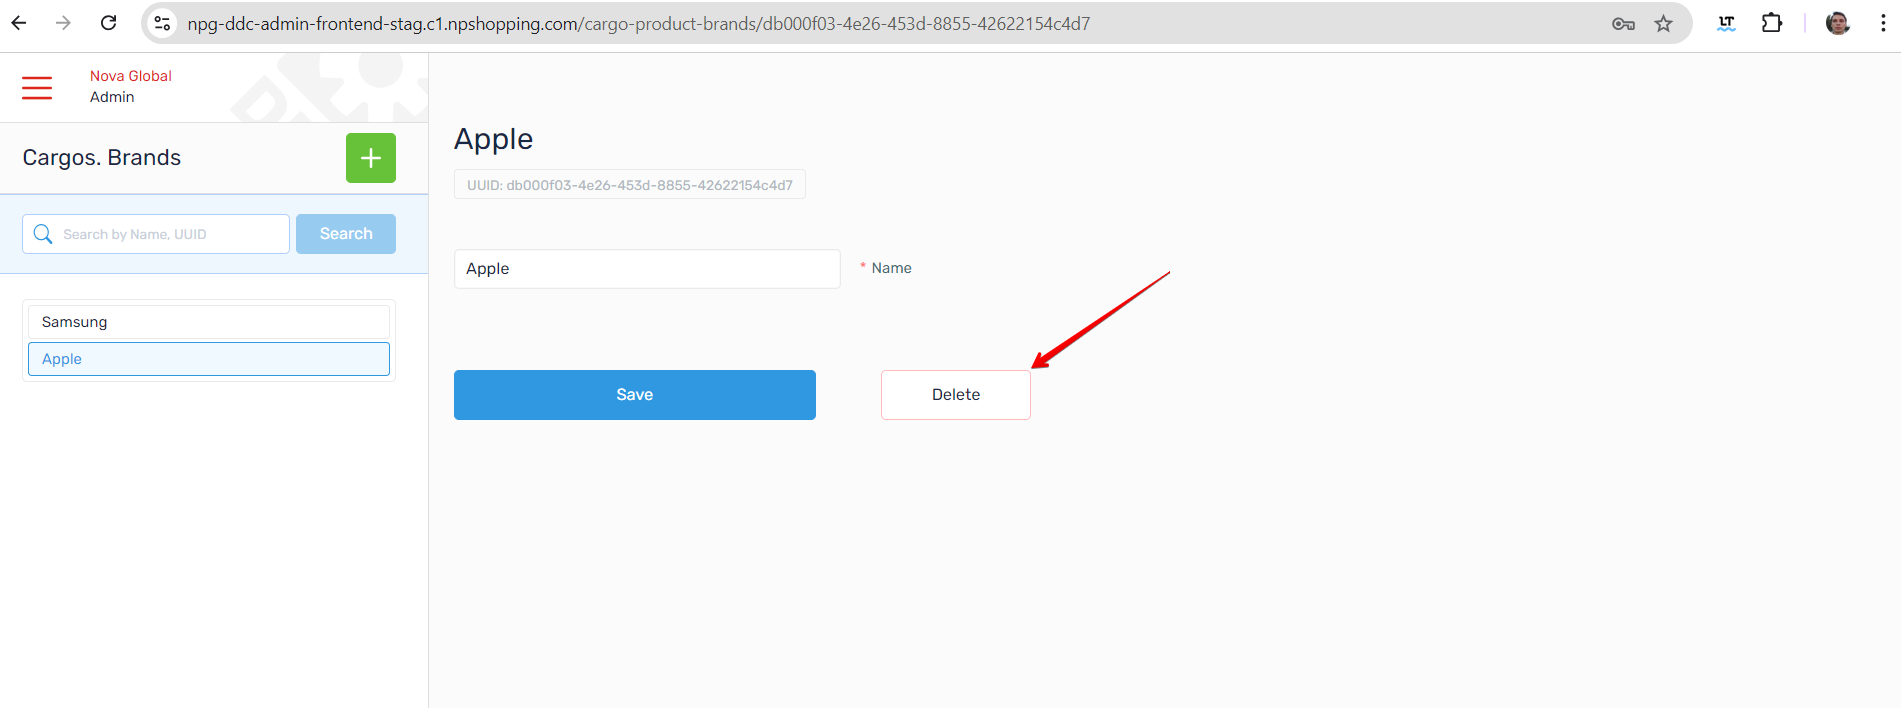 npg-ddc-admin-frontend-stag.c1.npshopping.com/cargo-product-brands/db000f03-4e26-453d-8855-42622154c4d7
LT
Nova Global
Admin
Cargos. Brands
Search by Name, UUID
Search
Samsung
Apple
Apple
UUID: db000f03-4e26-453d-8855-42622154c4d7
Apple
* Name
Save
Delete